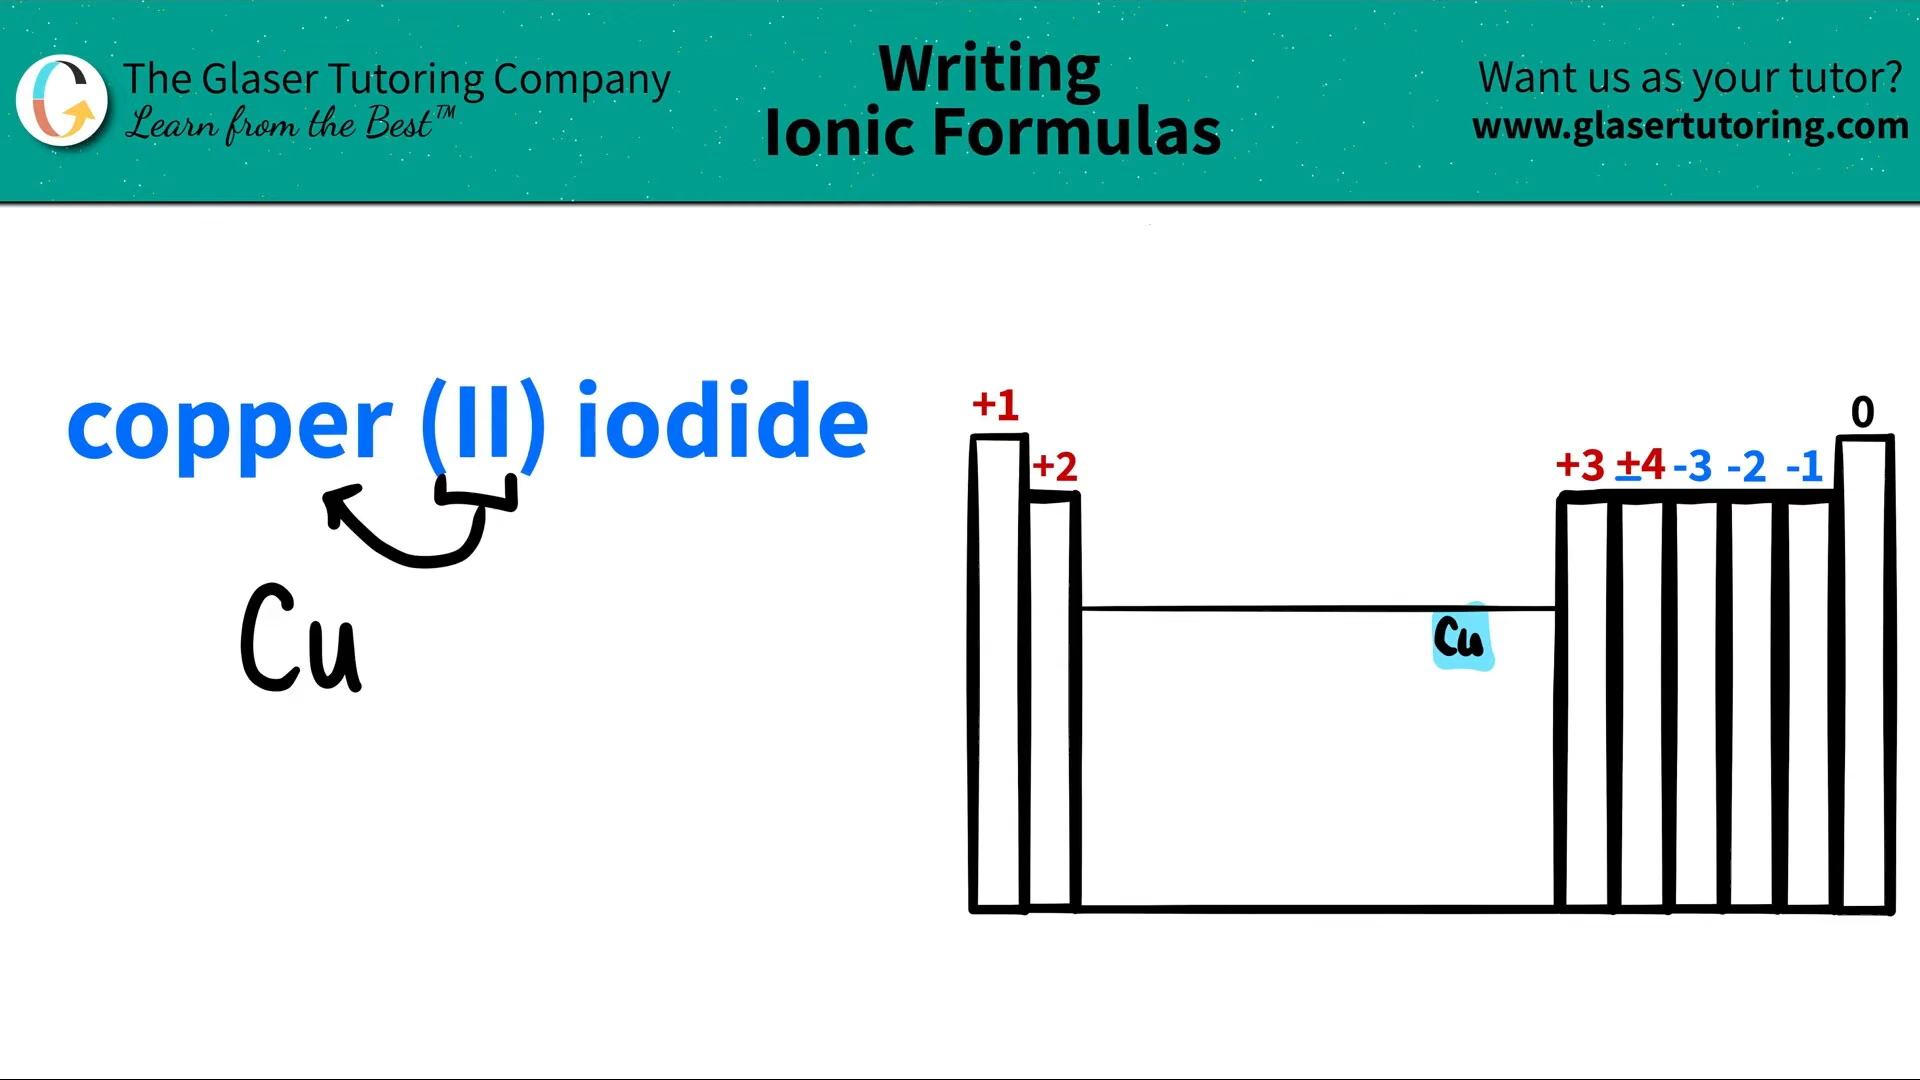 The Glaser Tutoring Company
Learn from the Best™
Writing
Ionic Formulas
Want us as your tutor?
www.glasertutoring.com
copper (II) iodide
Cu
+1
+2
+3 ±4 -3 -2 -1
0
Cu